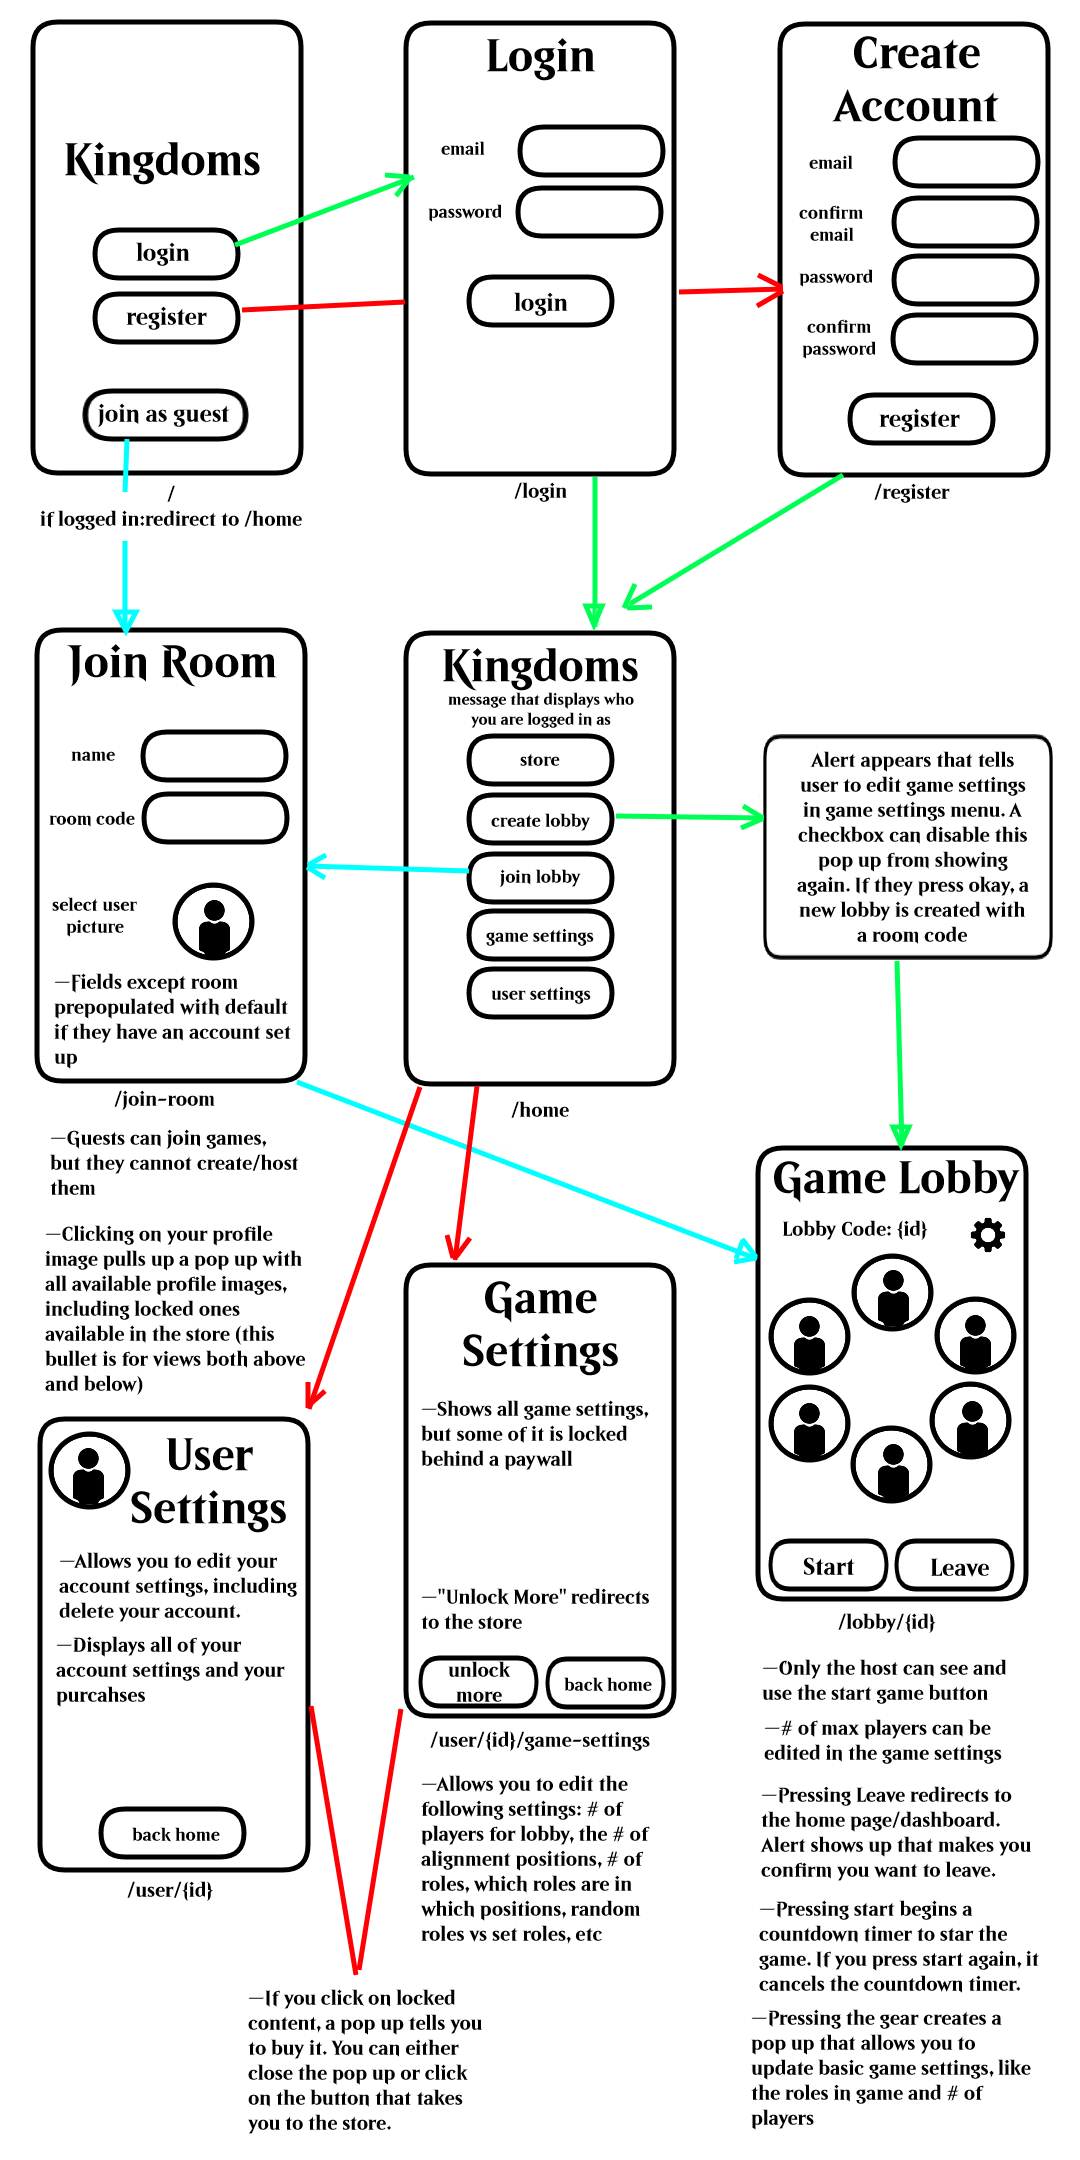 Kingdoms
login
register
join as guest
/
if logged in:redirect to /home
Login
email
password
login
/login
Create
Account
email
confirm
email
password
confirm
password
register
/register
Join Room
name
room code
select user
picture
—Fields except room
prepopulated with default
if they have an account set
up
/join-room
—Guests can join games,
but they cannot create/host
them
—Clicking on your profile
image pulls up a pop up with
all available profile images,
including locked ones
available in the store (this
bullet is for views both above
and below)
Kingdoms
message that displays who
you are logged in as
store
create lobby
join lobby
game settings
user settings
/home
Alert appears that tells
user to edit game settings
in game settings menu. A
checkbox can disable this
pop up from showing
again. If they press okay, a
new lobby is created with
a room code
User
Settings
—Allows you to edit your
account settings, including
delete your account.
—Displays all of your
account settings and your
purcahses
back home
/user/{id}
Game
Settings
—Shows all game settings,
but some of it is locked
behind a paywall
—"Unlock More" redirects
to the store
unlock
more
back home
/user/{id}/game-settings
—Allows you to edit the
following settings: # of
players for lobby, the # of
alignment positions, # of
roles, which roles are in
which positions, random
roles vs set roles, etc
—If you click on locked
content, a pop up tells you
to buy it. You can either
close the pop up or click
on the button that takes
you to the store.
Game Lobby
Lobby Code: {id}
Start
Leave
/lobby/{id}
—Only the host can see and
use the start game button
—# of max players can be
edited in the game settings
—Pressing Leave redirects to
the home page/dashboard.
Alert shows up that makes you
confirm you want to leave.
—Pressing start begins a
countdown timer to star the
game. If you press start again, it
cancels the countdown timer.
—Pressing the gear creates a
pop up that allows you to
update basic game settings, like
the roles in game and # of
players